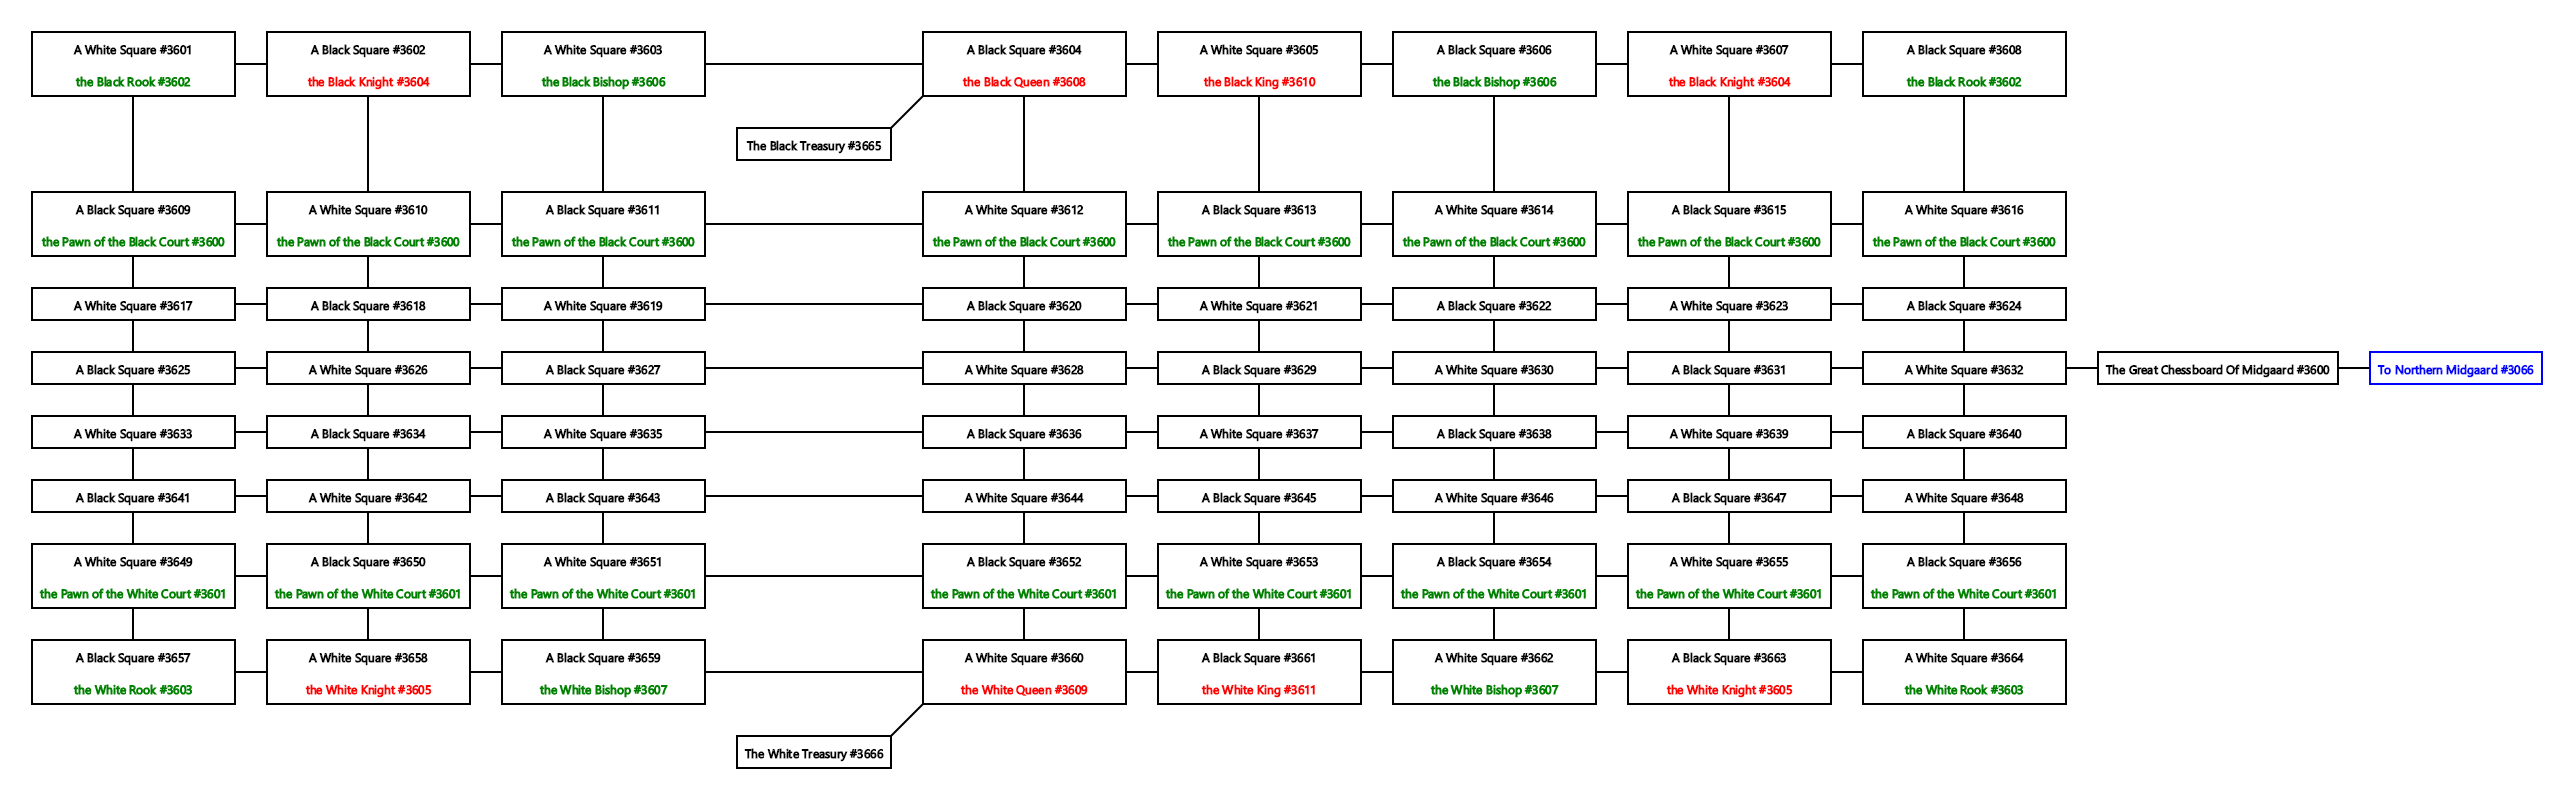 A White Square #3601
the Black Rook #3602
A Black Square #3602
the Black Knight #3604
A White Square #3603
the Black Bishop #3606
A Black Square #3604
the Black Queen #3608
A White Square #3605
the Black King #3610
A Black Square #3606
the Black Bishop #3606
A White Square #3607
the Black Knight #3604
A Black Square #3608
the Black Rook #3602
The Black Treasury #3665
A Black Square #3609
the Pawn of the Black Court #3600
A White Square #3610
the Pawn of the Black Court #3600
A Black Square #3611
the Pawn of the Black Court #3600
A White Square #3612
the Pawn of the Black Court #3600
A Black Square #3613
the Pawn of the Black Court #3600
A White Square #3614
the Pawn of the Black Court #3600
A Black Square #3615
the Pawn of the Black Court #3600
A White Square #3616
the Pawn of the Black Court #3600
A White Square #3617
A Black Square #3618
A White Square #3619
A Black Square #3620
A White Square #3621
A Black Square #3622
A White Square #3623
A Black Square #3624
A Black Square #3625
A White Square #3626
A Black Square #3627
A White Square #3628
A Black Square #3629
A White Square #3630
A Black Square #3631
A White Square #3632
The Great Chessboard Of Midgaard #3600
To Northern Midgaard #3066
A White Square #3633
A Black Square #3634
A White Square #3635
A Black Square #3636
A White Square #3637
A Black Square #3638
A White Square #3639
A Black Square #3640
A Black Square #3641
A White Square #3642
A Black Square #3643
A White Square #3644
A Black Square #3645
A White Square #3646
A Black Square #3647
A White Square #3648
A White Square #3649
the Pawn of the White Court #3601
A Black Square #3650
the Pawn of the White Court #3601
A White Square #3651
the Pawn of the White Court #3601
A Black Square #3652
the Pawn of the White Court #3601
A White Square #3653
the Pawn of the White Court #3601
A Black Square #3654
the Pawn of the White Court #3601
A White Square #3655
the Pawn of the White Court #3601
A Black Square #3656
the Pawn of the White Court #3601
A Black Square #3657
the White Rook #3603
A White Square #3658
the White Knight #3605
A Black Square #3659
the White Bishop #3607
A White Square #3660
the White Queen #3609
A Black Square #3661
the White King #3611
A White Square #3662
the White Bishop #3607
A Black Square #3663
the White Knight #3605
A White Square #3664
the White Rook #3603
The White Treasury #3666